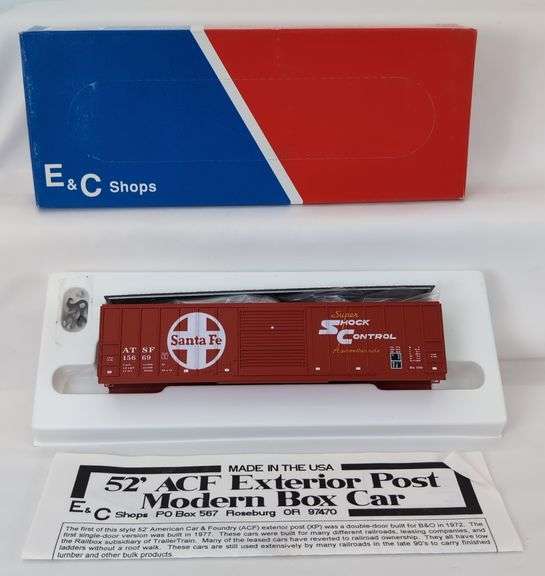 E & C Shops
Super
SHOCK
CONTROL
Santa Fe
AT SF
15669
MADE IN THE USA
52' ACF Exterior Post
Modern Box Car
E & C Shops P.O. Box 567 Roseburg OR 97470
The first of this style 52' American Car & Foundry (ACF) exterior post (XP) was a double-door built for B&O in 1972. The
first single-door version was built in 1977. These cars were built for many different railroads, leasing companies, and
the Railbox subsidiary of TrailerTrain. Many of the leased cars have reverted to railroad ownership. They all have low
ladders without a roof walk. These cars are still used extensively by many railroads in the late 90's to carry finished
lumber and other bulk products.